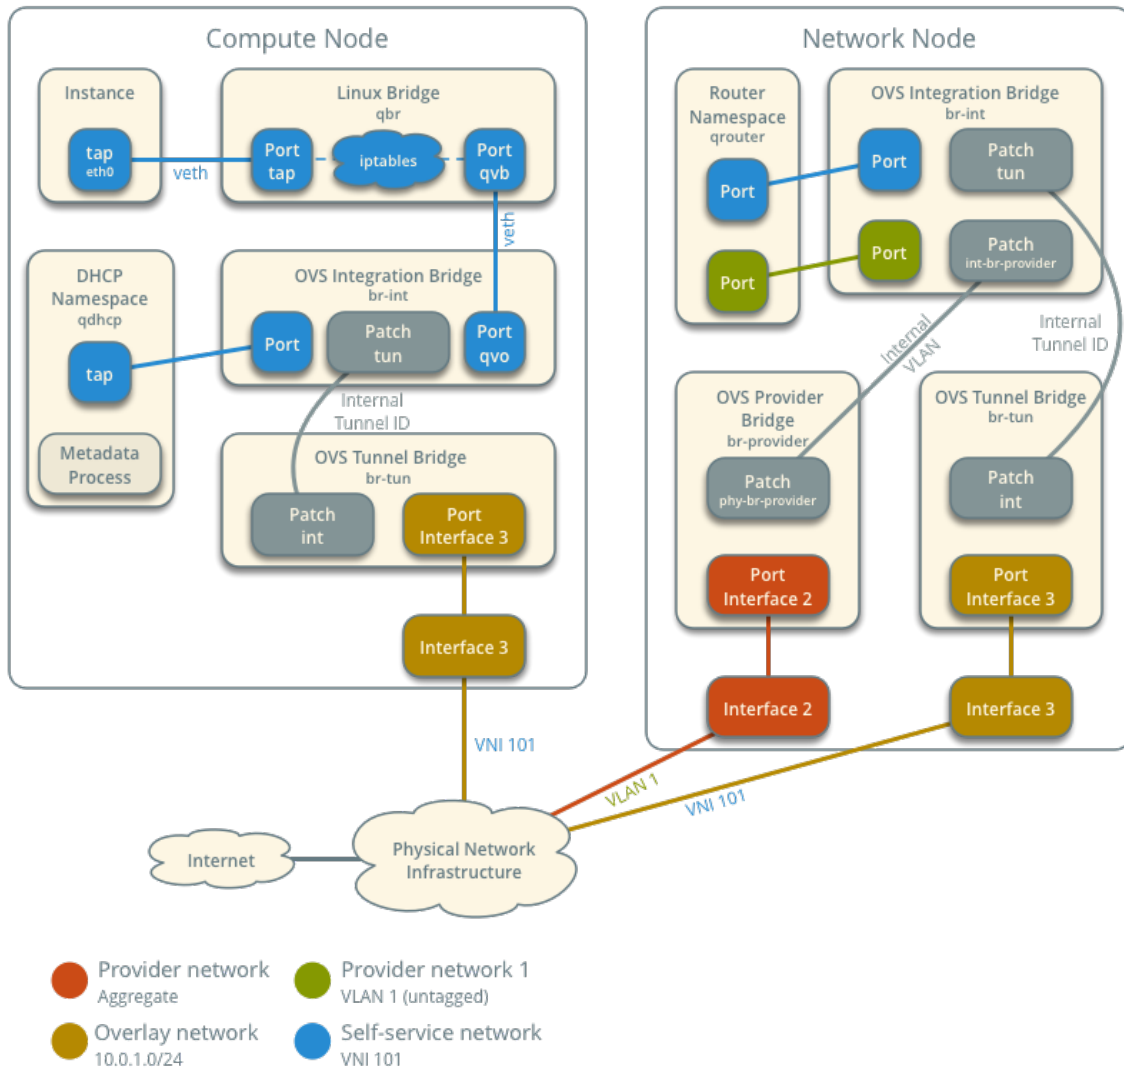 Compute Node
Instance
tap
eth0
veth
Linux Bridge
qbr
Port
tap
iptables
Port
qvb
veth
DHCP
Namespace
qdhcp
tap
Metadata
Process
OVS Integration Bridge
br-int
Port
Patch
tun
Port
qvo
Internal
Tunnel ID
OVS Tunnel Bridge
br-tun
Patch
int
Port
Interface 3
Interface 3
VNI 101
Network Node
Router
Namespace
qrouter
Port
Port
OVS Integration Bridge
br-int
Port
Patch
tun
Port
Patch
int-br-provider
Internal
VLAN
Internal
Tunnel ID
OVS Provider
Bridge
br-provider
Patch
phy-br-provider
Port
Interface 2
OVS Tunnel Bridge
br-tun
Patch
int
Port
Interface 3
Interface 2
Interface 3
VLAN 1
VNI 101
Internet
Physical Network
Infrastructure
Provider network
Aggregate
Provider network 1
VLAN 1 (untagged)
Overlay network
10.0.1.0/24
Self-service network
VNI 101